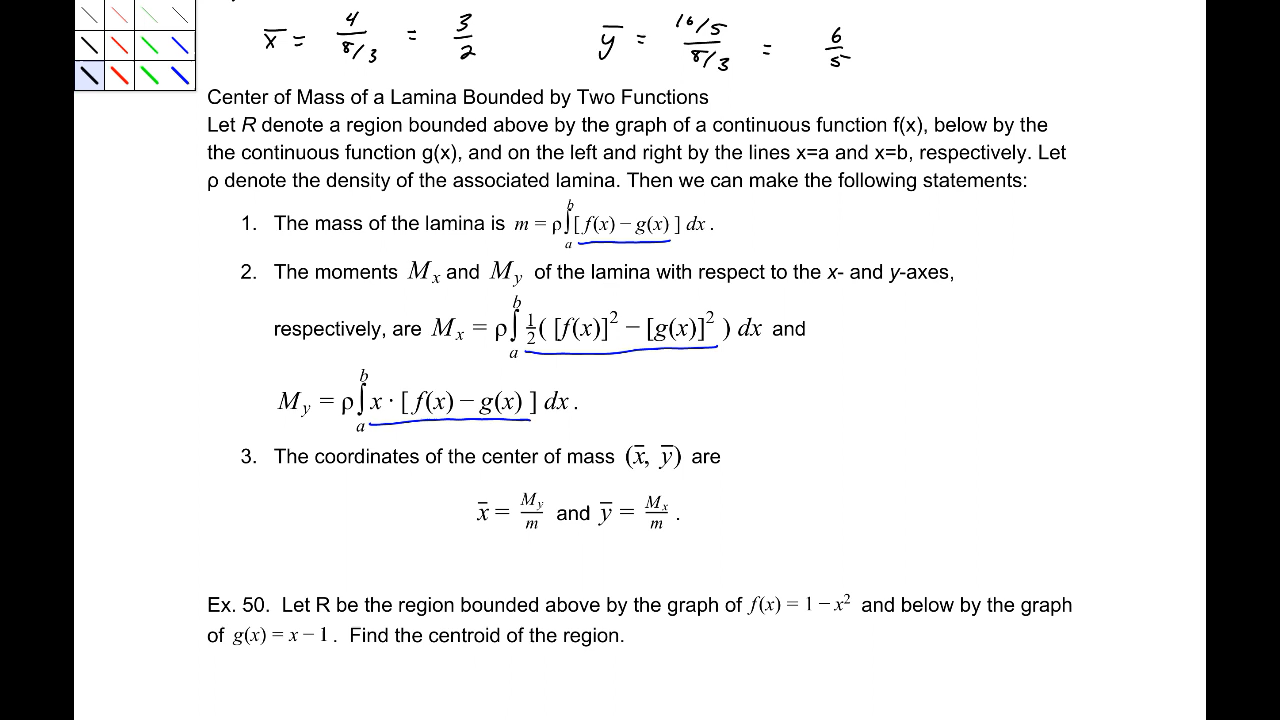 x̄ = 4 / 8/3 = 3/2 ȳ = 16/5 / 8/3 = 6/5
Center of Mass of a Lamina Bounded by Two Functions
Let R denote a region bounded above by the graph of a continuous function f(x), below by the
the continuous function g(x), and on the left and right by the lines x=a and x=b, respectively. Let
ρ denote the density of the associated lamina. Then we can make the following statements:
1. The mass of the lamina is m = ρ∫ₐᵇ[ f(x) − g(x) ] dx .
2. The moments Mₓ and M_y of the lamina with respect to the x- and y-axes,
respectively, are Mₓ = ρ∫ₐᵇ ½( [f(x)]² − [g(x)]² ) dx and
M_y = ρ∫ₐᵇ x · [ f(x) − g(x) ] dx .
3. The coordinates of the center of mass (x̄, ȳ) are
x̄ = M_y/m and ȳ = Mₓ/m .
Ex. 50. Let R be the region bounded above by the graph of f(x) = 1 − x² and below by the graph
of g(x) = x − 1 . Find the centroid of the region.